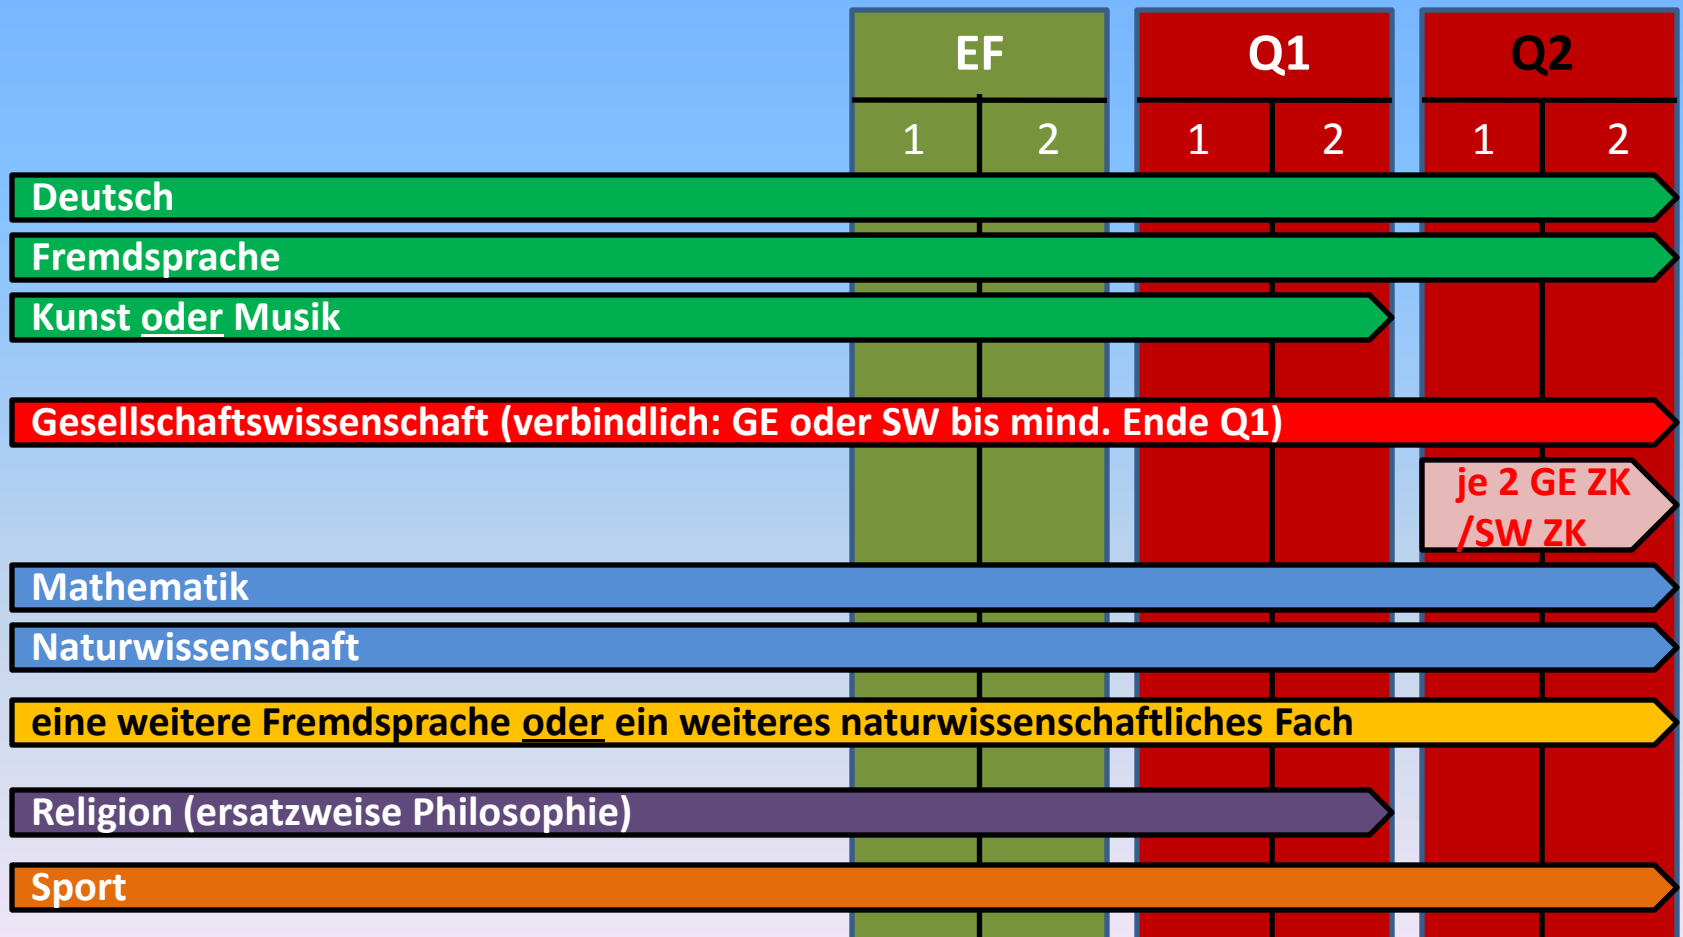 EF Q1 Q2
1 2 1 2 1 2
Deutsch
Fremdsprache
Kunst oder Musik
Gesellschaftswissenschaft (verbindlich: GE oder SW bis mind. Ende Q1)
je 2 GE ZK
/SW ZK
Mathematik
Naturwissenschaft
eine weitere Fremdsprache oder ein weiteres naturwissenschaftliches Fach
Religion (ersatzweise Philosophie)
Sport